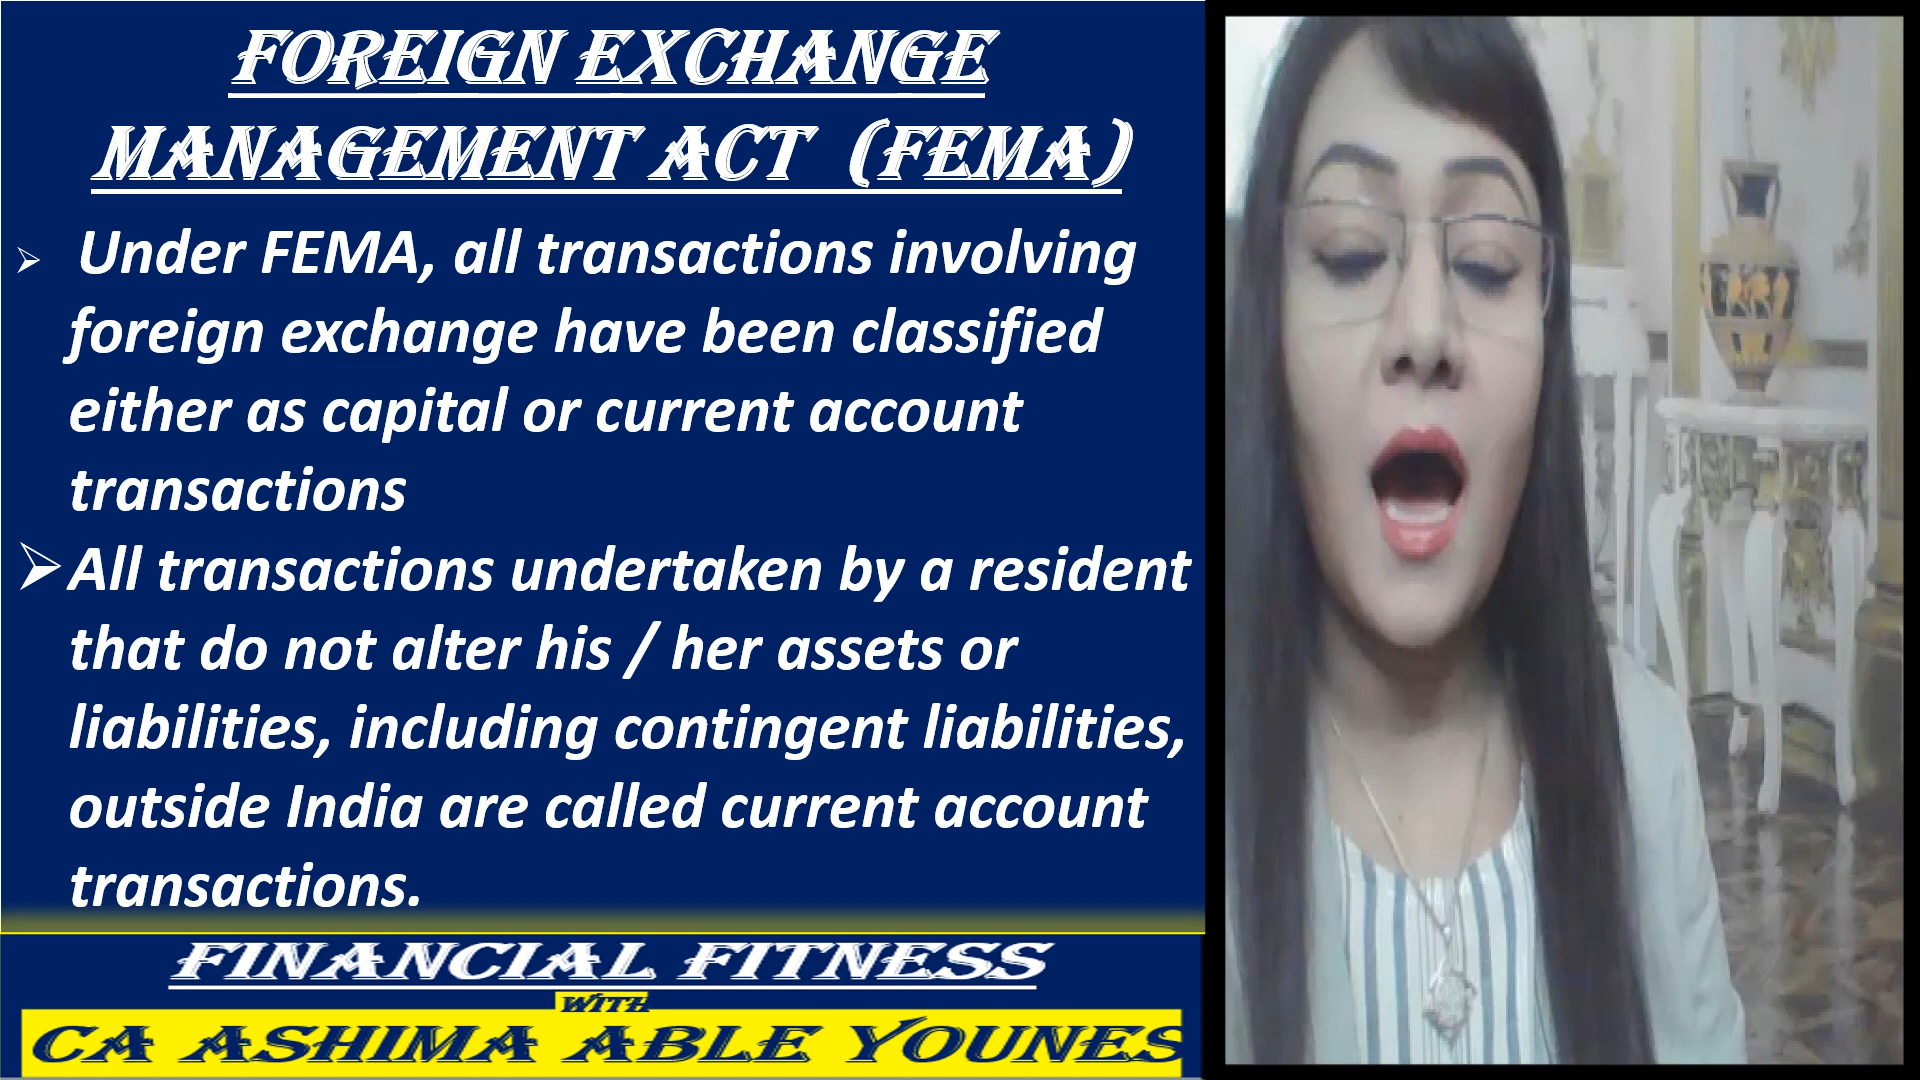 FOREIGN EXCHANGE
MANAGEMENT ACT (FEMA)
➢ Under FEMA, all transactions involving
foreign exchange have been classified
either as capital or current account
transactions
➢ All transactions undertaken by a resident
that do not alter his / her assets or
liabilities, including contingent liabilities,
outside India are called current account
transactions.
FINANCIAL FITNESS
WITH
CA ASHIMA ABLE YOUNES